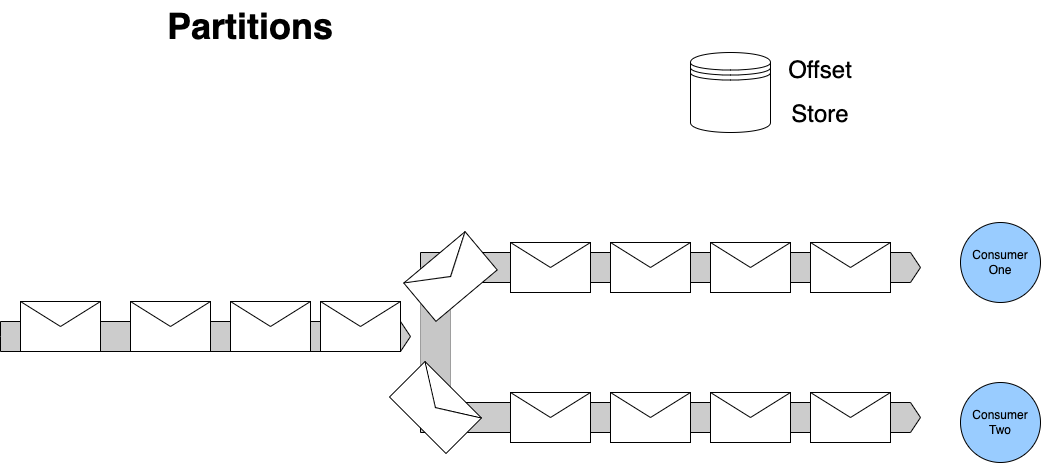 Partitions
Offset
Store
Consumer
One
Consumer
Two